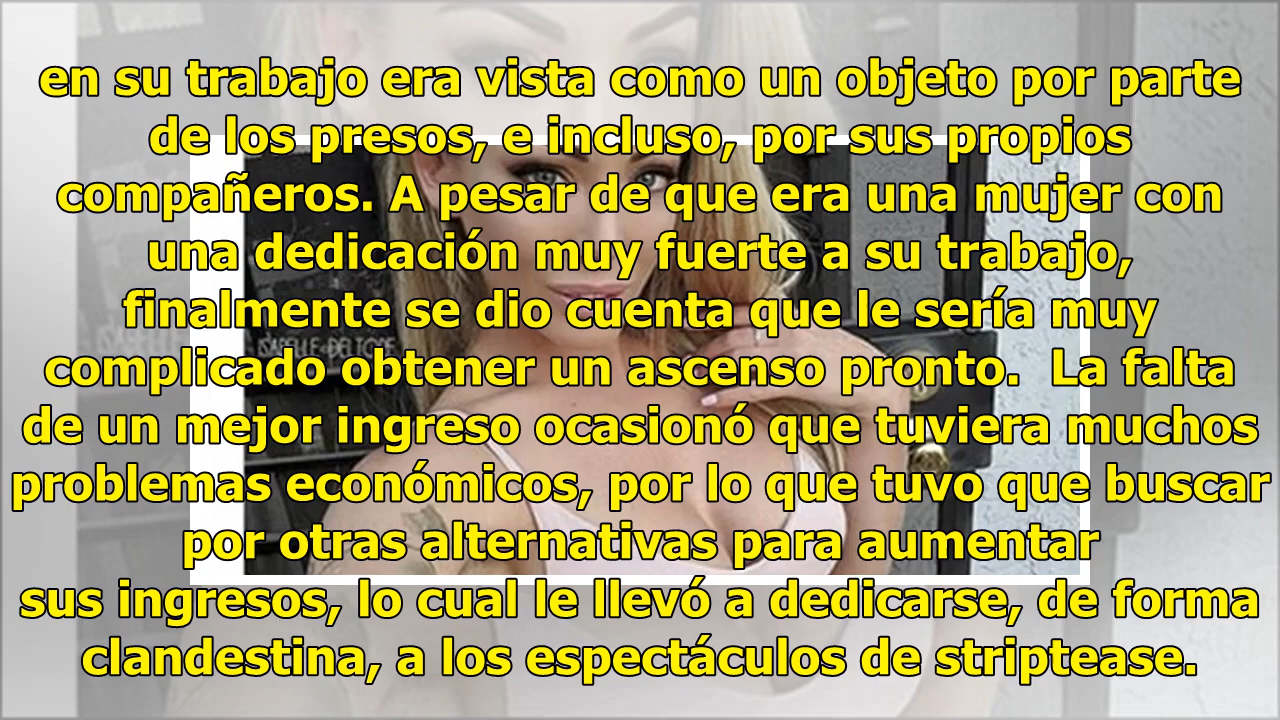 en su trabajo era vista como un objeto por parte
de los presos, e incluso, por sus propios
compañeros. A pesar de que era una mujer con
una dedicación muy fuerte a su trabajo,
finalmente se dio cuenta que le sería muy
ISABELLE DELTORE
complicado obtener un ascenso pronto.  La falta
de un mejor ingreso ocasionó que tuviera muchos
problemas económicos, por lo que tuvo que buscar
por otras alternativas para aumentar
sus ingresos, lo cual le llevó a dedicarse, de forma
clandestina, a los espectáculos de striptease.